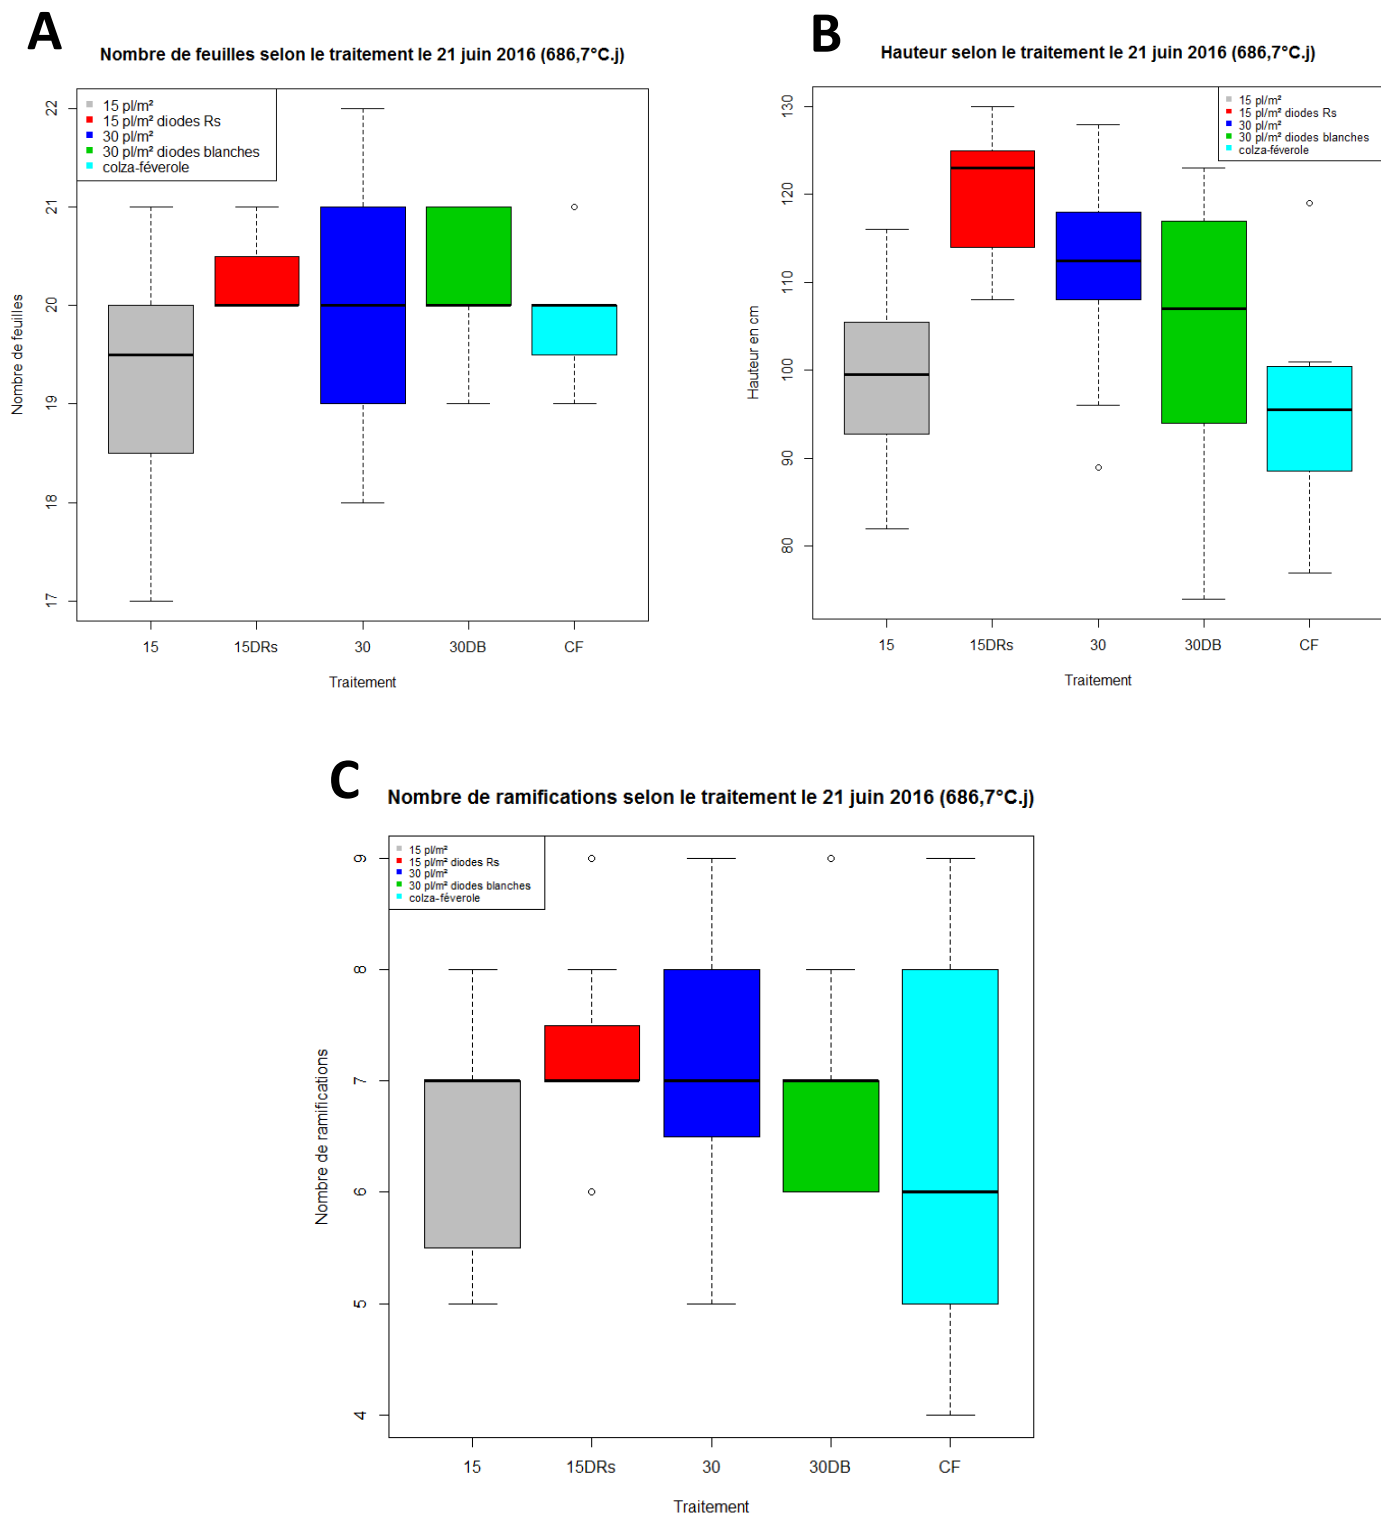 A
Nombre de feuilles selon le traitement le 21 juin 2016 (686,7°C.j)
15 pl/m²
15 pl/m² diodes Rs
30 pl/m²
30 pl/m² diodes blanches
colza-féverole
Nombre de feuilles
22
21
20
19
18
17
15 15DRs 30 30DB CF
Traitement
B
Hauteur selon le traitement le 21 juin 2016 (686,7°C.j)
15 pl/m²
15 pl/m² diodes Rs
30 pl/m²
30 pl/m² diodes blanches
colza-féverole
Hauteur en cm
130
120
110
100
90
80
15 15DRs 30 30DB CF
Traitement
C
Nombre de ramifications selon le traitement le 21 juin 2016 (686,7°C.j)
15 pl/m²
15 pl/m² diodes Rs
30 pl/m²
30 pl/m² diodes blanches
colza-féverole
Nombre de ramifications
9
8
7
6
5
4
15 15DRs 30 30DB CF
Traitement